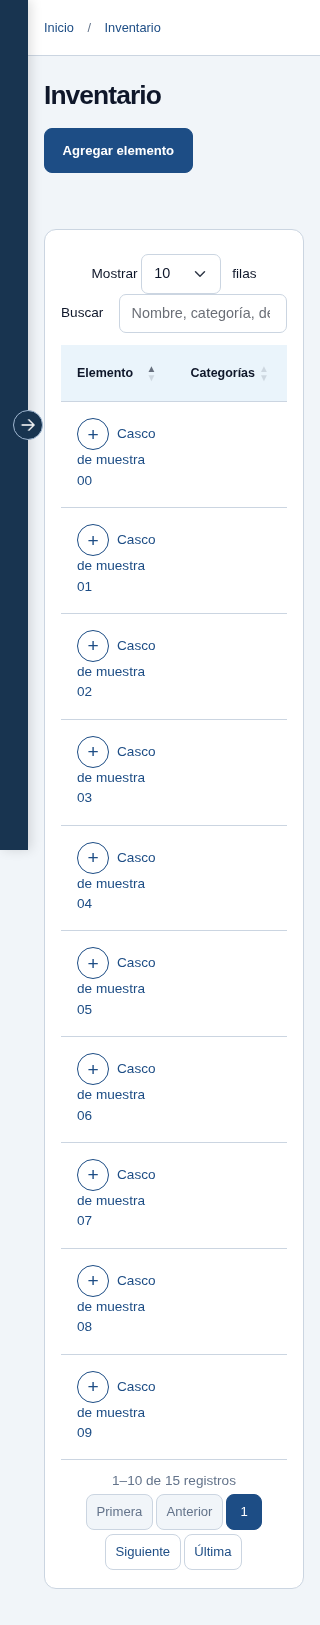 Inicio / Inventario
Inventario
Agregar elemento
Mostrar 10 filas
Buscar Nombre, categoría, de
Elemento Categorías
Casco
de muestra
00
Casco
de muestra
01
Casco
de muestra
02
Casco
de muestra
03
Casco
de muestra
04
Casco
de muestra
05
Casco
de muestra
06
Casco
de muestra
07
Casco
de muestra
08
Casco
de muestra
09
1–10 de 15 registros
Primera Anterior 1
Siguiente Última